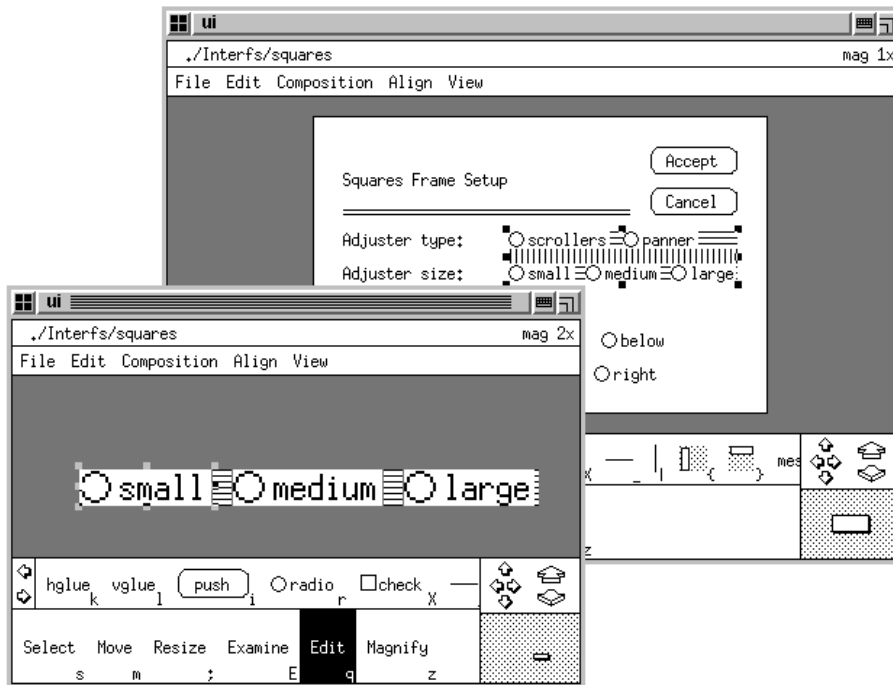 ui
./Interfs/squares mag 1x
File Edit Composition Align View
Accept
Squares Frame Setup
Cancel
Adjuster type: scrollers panner
Adjuster size: small medium large
below
right
X _ | { } mes
z
ui
./Interfs/squares mag 2x
File Edit Composition Align View
small medium large
hglue k vglue l push i radio r check X
Select Move Resize Examine Edit Magnify
s m ; E q z